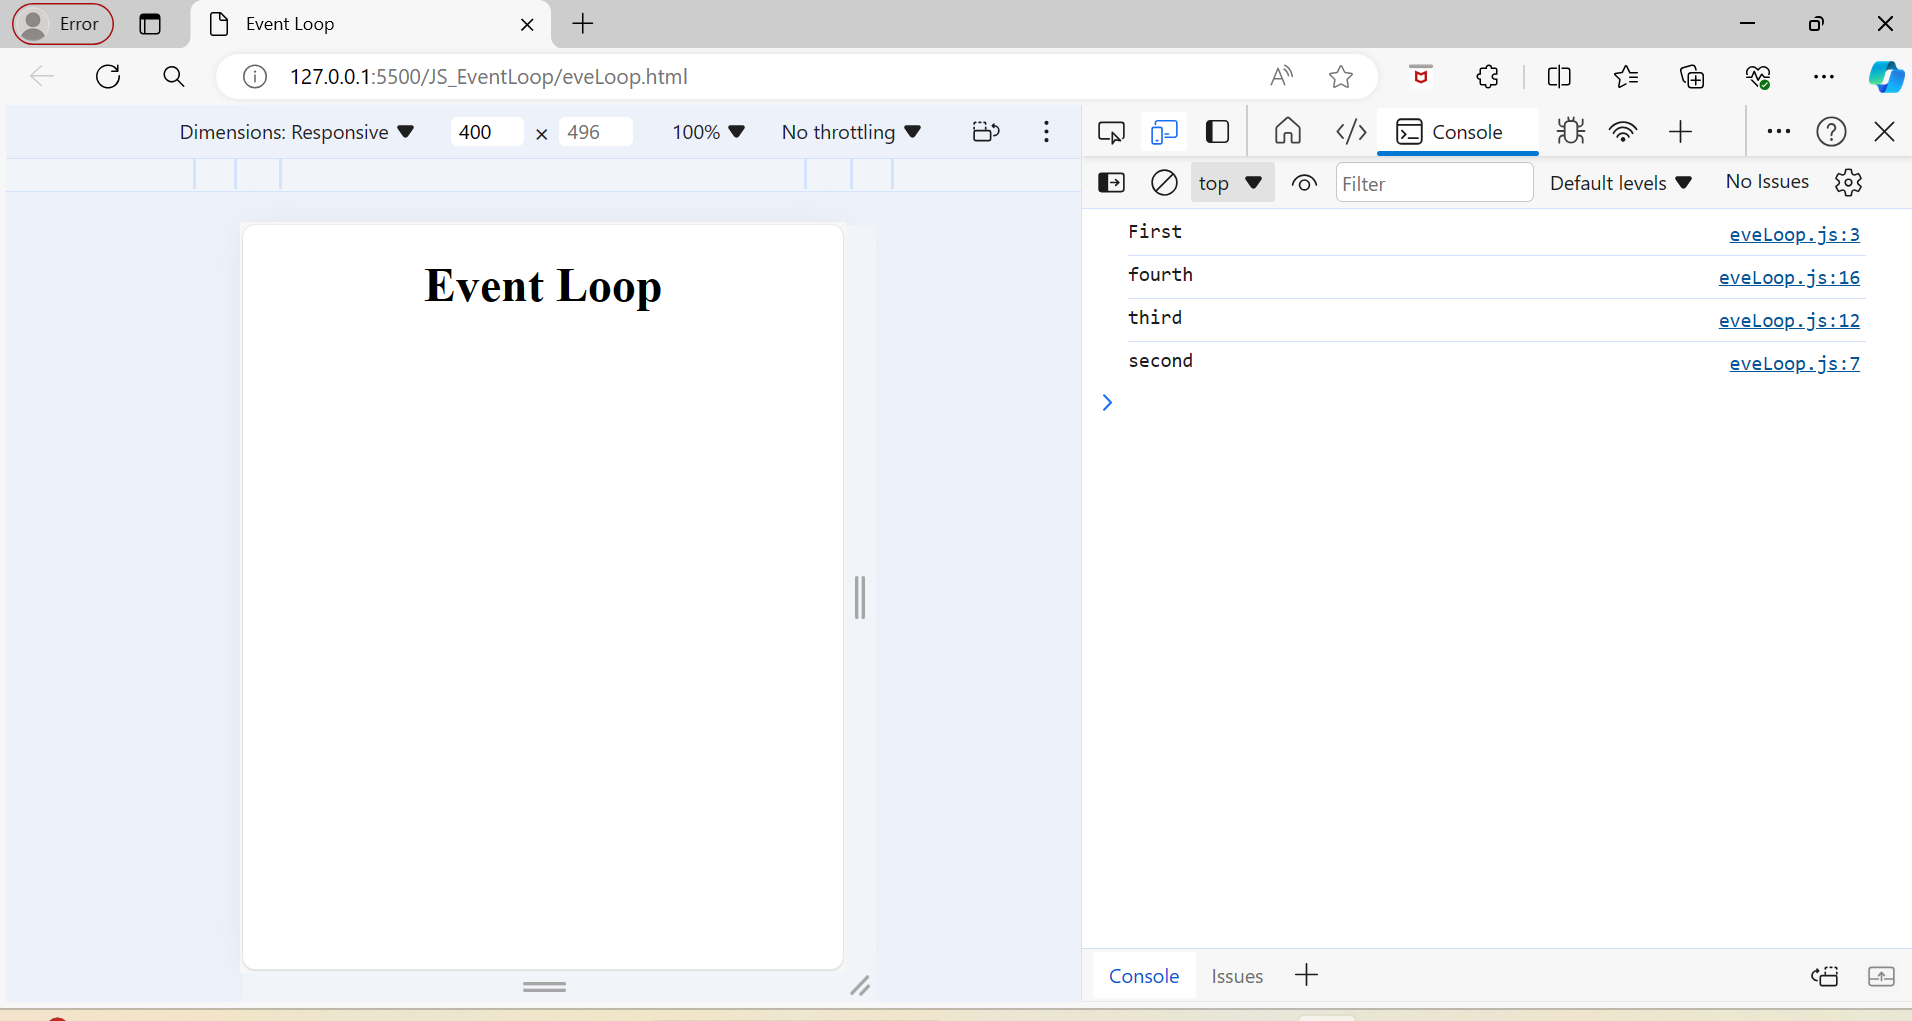 Error
Event Loop
127.0.0.1:5500/JS_EventLoop/eveLoop.html
Dimensions: Responsive 400 × 496 100% No throttling
Console
top Filter Default levels No Issues
Event Loop
First eveLoop.js:3
fourth eveLoop.js:16
third eveLoop.js:12
second eveLoop.js:7
Console Issues